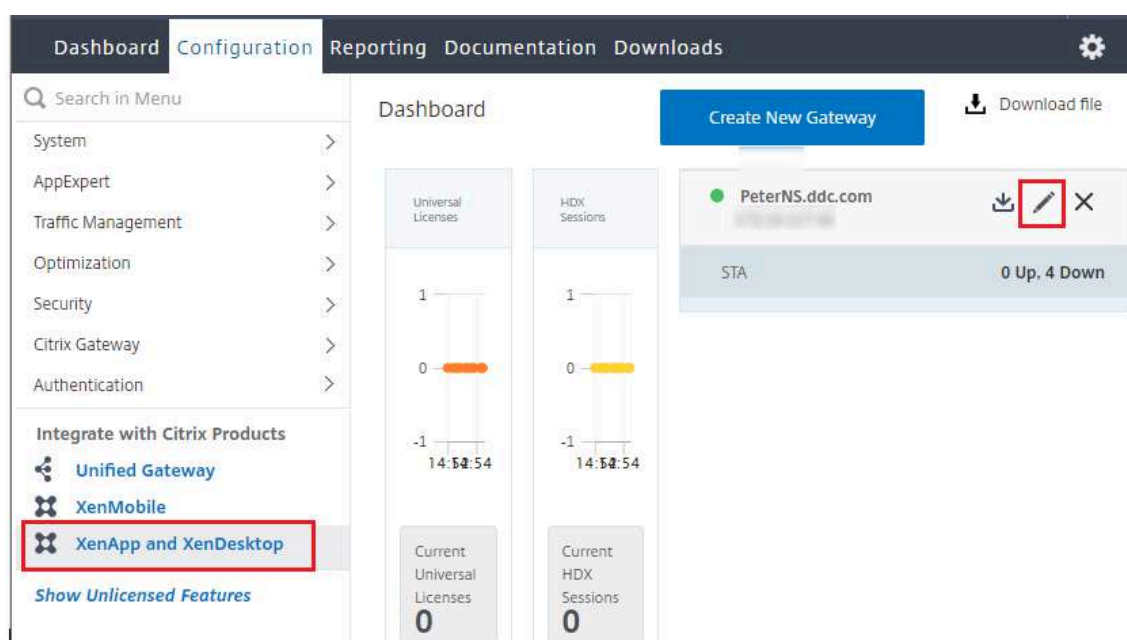 Dashboard Configuration Reporting Documentation Downloads
Search in Menu
System
AppExpert
Traffic Management
Optimization
Security
Citrix Gateway
Authentication
Integrate with Citrix Products
Unified Gateway
XenMobile
XenApp and XenDesktop
Show Unlicensed Features
Dashboard
Create New Gateway
Download file
Universal
Licenses
1
0
-1
Current
Universal
Licenses
0
HDX
Sessions
1
0
-1
Current
HDX
Sessions
0
PeterNS.ddc.com
STA 0 Up, 4 Down